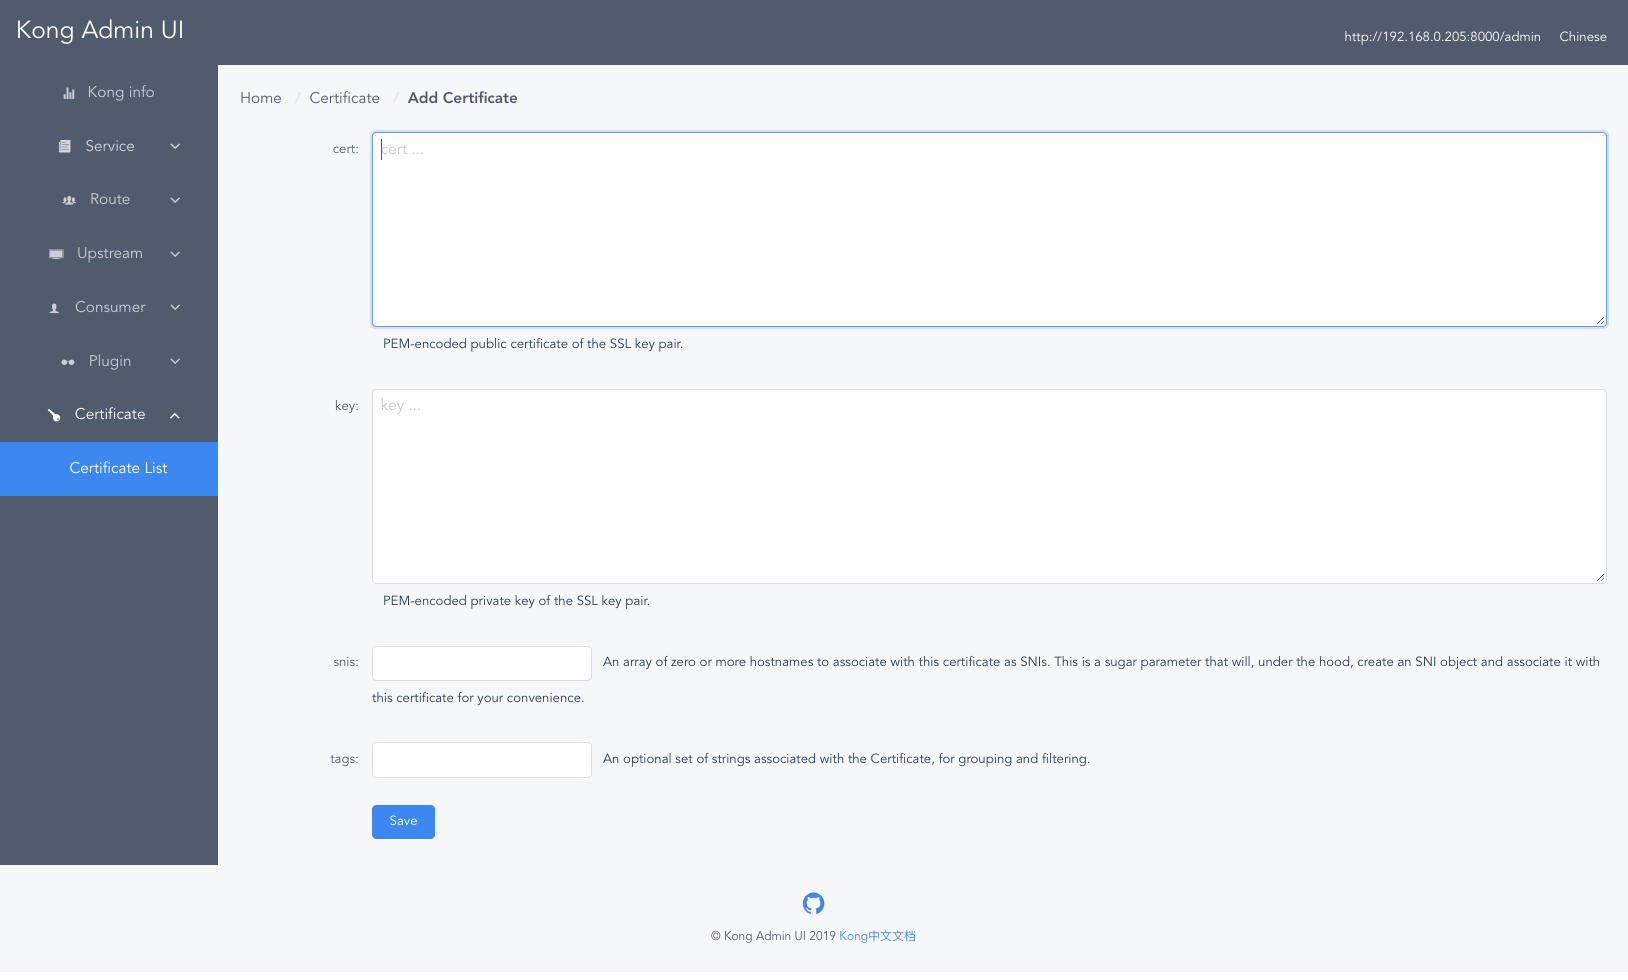 Kong Admin UI
http://192.168.0.205:8000/admin Chinese
Kong info
Service
Route
Upstream
Consumer
Plugin
Certificate
Certificate List
Home / Certificate / Add Certificate
cert:
cert ...
PEM-encoded public certificate of the SSL key pair.
key:
key ...
PEM-encoded private key of the SSL key pair.
snis:
An array of zero or more hostnames to associate with this certificate as SNIs. This is a sugar parameter that will, under the hood, create an SNI object and associate it with
this certificate for your convenience.
tags:
An optional set of strings associated with the Certificate, for grouping and filtering.
Save
© Kong Admin UI 2019 Kong中文文档